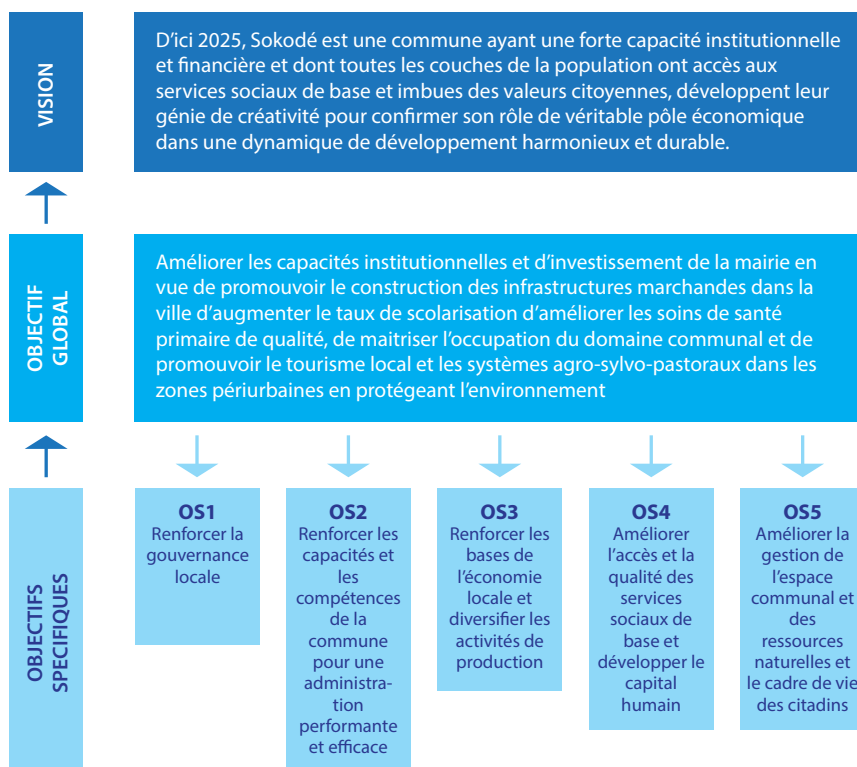 VISION
D'ici 2025, Sokodé est une commune ayant une forte capacité institutionnelle
et financière et dont toutes les couches de la population ont accès aux
services sociaux de base et imbues des valeurs citoyennes, développent leur
génie de créativité pour confirmer son rôle de véritable pôle économique
dans une dynamique de développement harmonieux et durable.
OBJECTIF
GLOBAL
Améliorer les capacités institutionnelles et d'investissement de la mairie en
vue de promouvoir le construction des infrastructures marchandes dans la
ville d'augmenter le taux de scolarisation d'améliorer les soins de santé
primaire de qualité, de maitriser l'occupation du domaine communal et de
promouvoir le tourisme local et les systèmes agro-sylvo-pastoraux dans les
zones périurbaines en protégeant l'environnement
OBJECTIFS
SPECIFIQUES
OS1
Renforcer la
gouvernance
locale
OS2
Renforcer les
capacités et
les
compétences
de la
commune
pour une
administra-
tion
performante
et efficace
OS3
Renforcer les
bases de
l'économie
locale et
diversifier les
activités de
production
OS4
Améliorer
l'accès et la
qualité des
services
sociaux de
base et
développer le
capital
humain
OS5
Améliorer la
gestion de
l'espace
communal et
des
ressources
naturelles et
le cadre de vie
des citadins